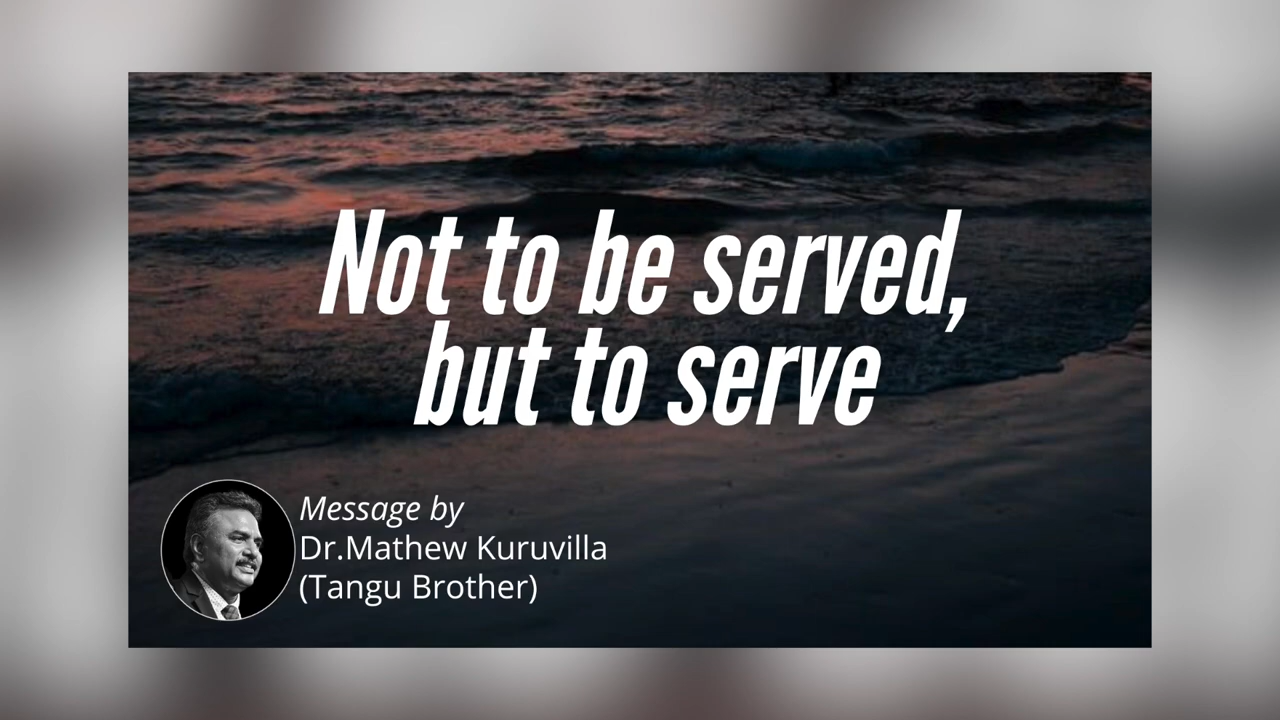 Not to be served,
but to serve
Message by
Dr.Mathew Kuruvilla
(Tangu Brother)